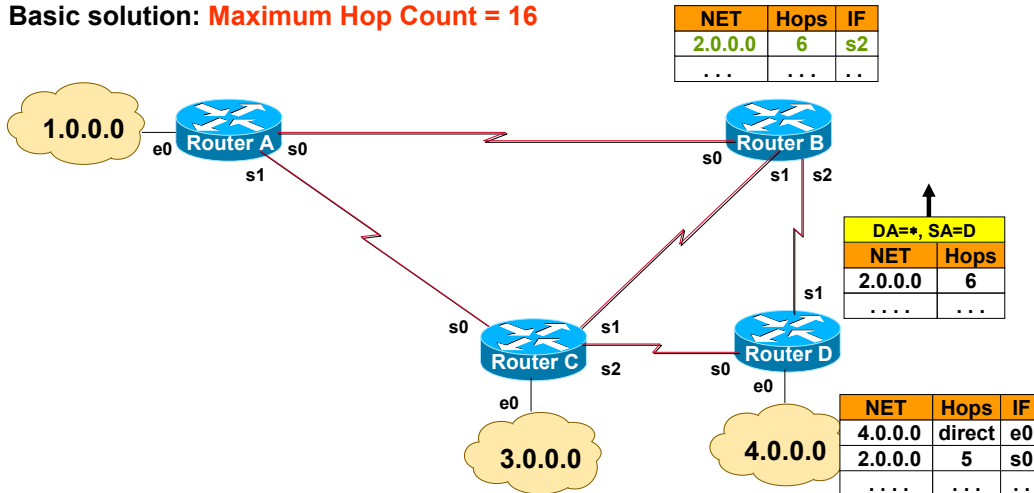 Basic solution: Maximum Hop Count = 16
NET Hops IF
2.0.0.0 6 s2
. . . . . . . .
1.0.0.0
Router A
Router B
e0
s0
s0
s1
s1
s2
DA=*, SA=D
NET Hops
2.0.0.0 6
. . . . . . .
s1
s0
s1
Router C
Router D
s2
s0
e0
e0
3.0.0.0
4.0.0.0
NET Hops IF
4.0.0.0 direct e0
2.0.0.0 5 s0
. . . . . . . . .